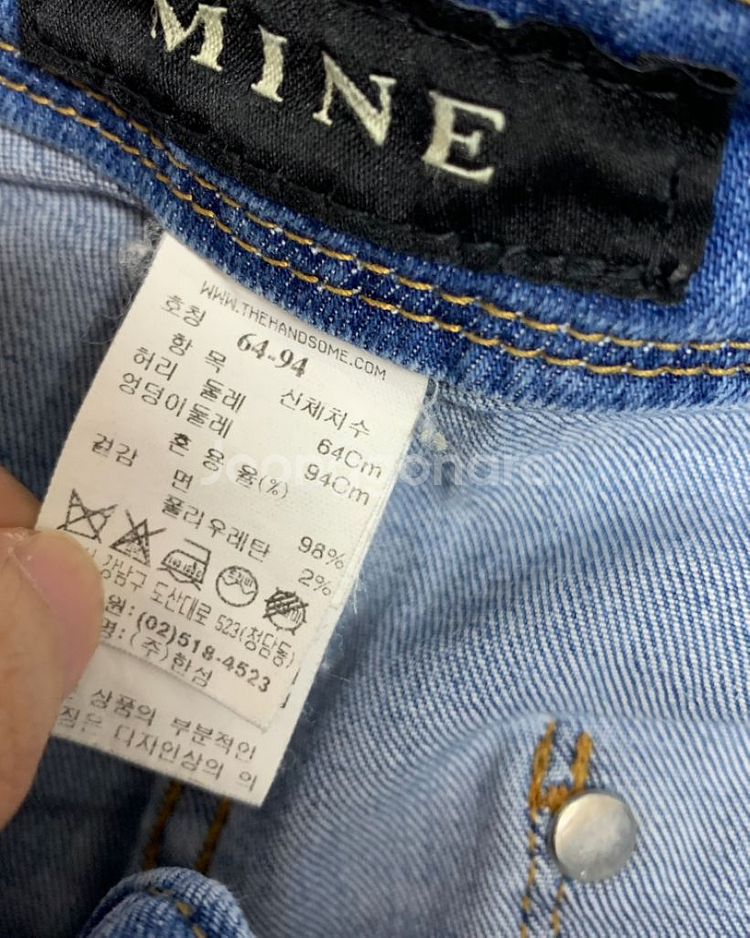 MINE
WWW.THEHANDSOME.COM
호칭 64-94
항 목 신체치수
허리 둘레 64Cm
엉덩이둘레 94Cm
겉감 혼 용 율(%)
면 98%
폴리우레탄 2%
강남구 도산대로 523(청담동)
원:(02)518-4523
명:(주)한섬
상품의 부분적인
짐은 디자인상의 의